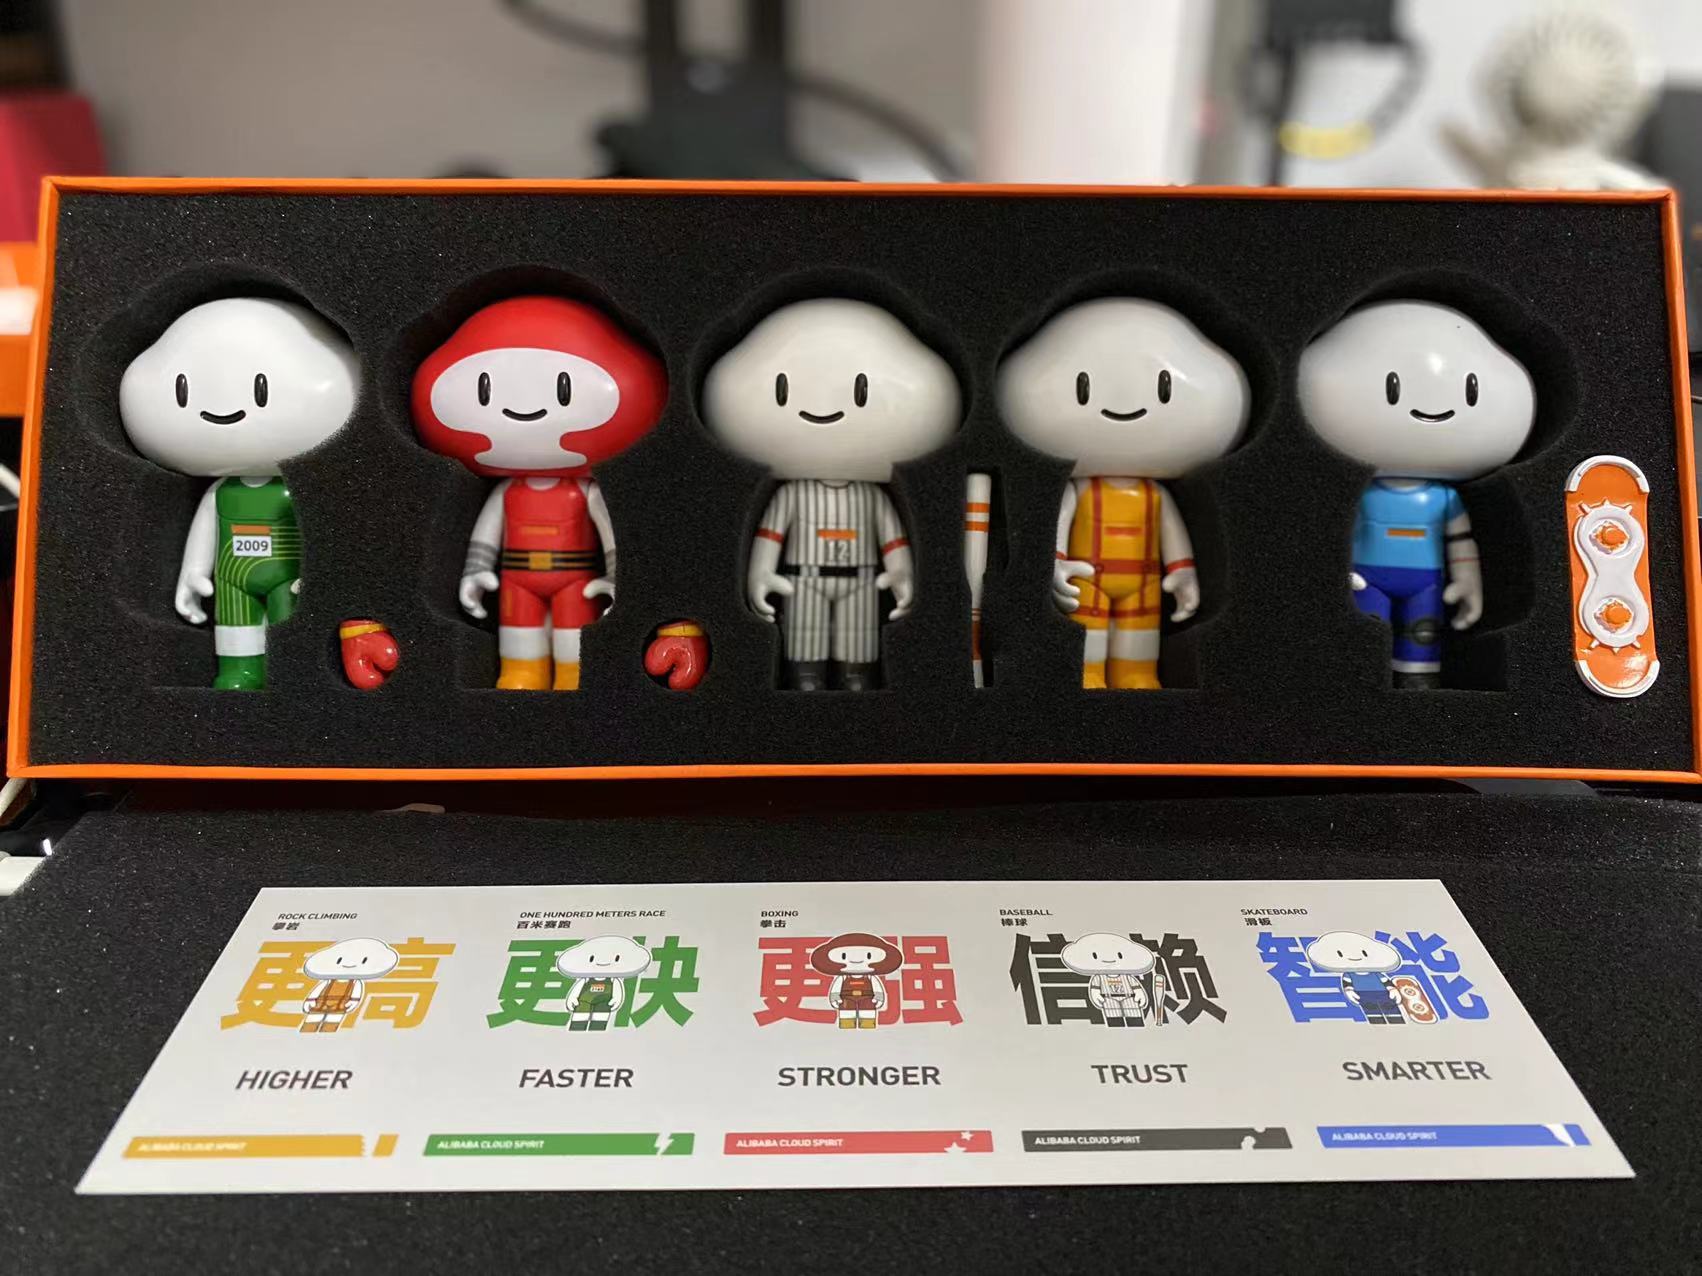 2009
12
ROCK CLIMBING
攀岩
更高
HIGHER
ALIBABA CLOUD SPIRIT
ONE HUNDRED METERS RACE
百米赛跑
更快
FASTER
ALIBABA CLOUD SPIRIT
BOXING
拳击
更强
STRONGER
ALIBABA CLOUD SPIRIT
BASEBALL
棒球
信赖
TRUST
ALIBABA CLOUD SPIRIT
SKATEBOARD
滑板
智能
SMARTER
ALIBABA CLOUD SPIRIT